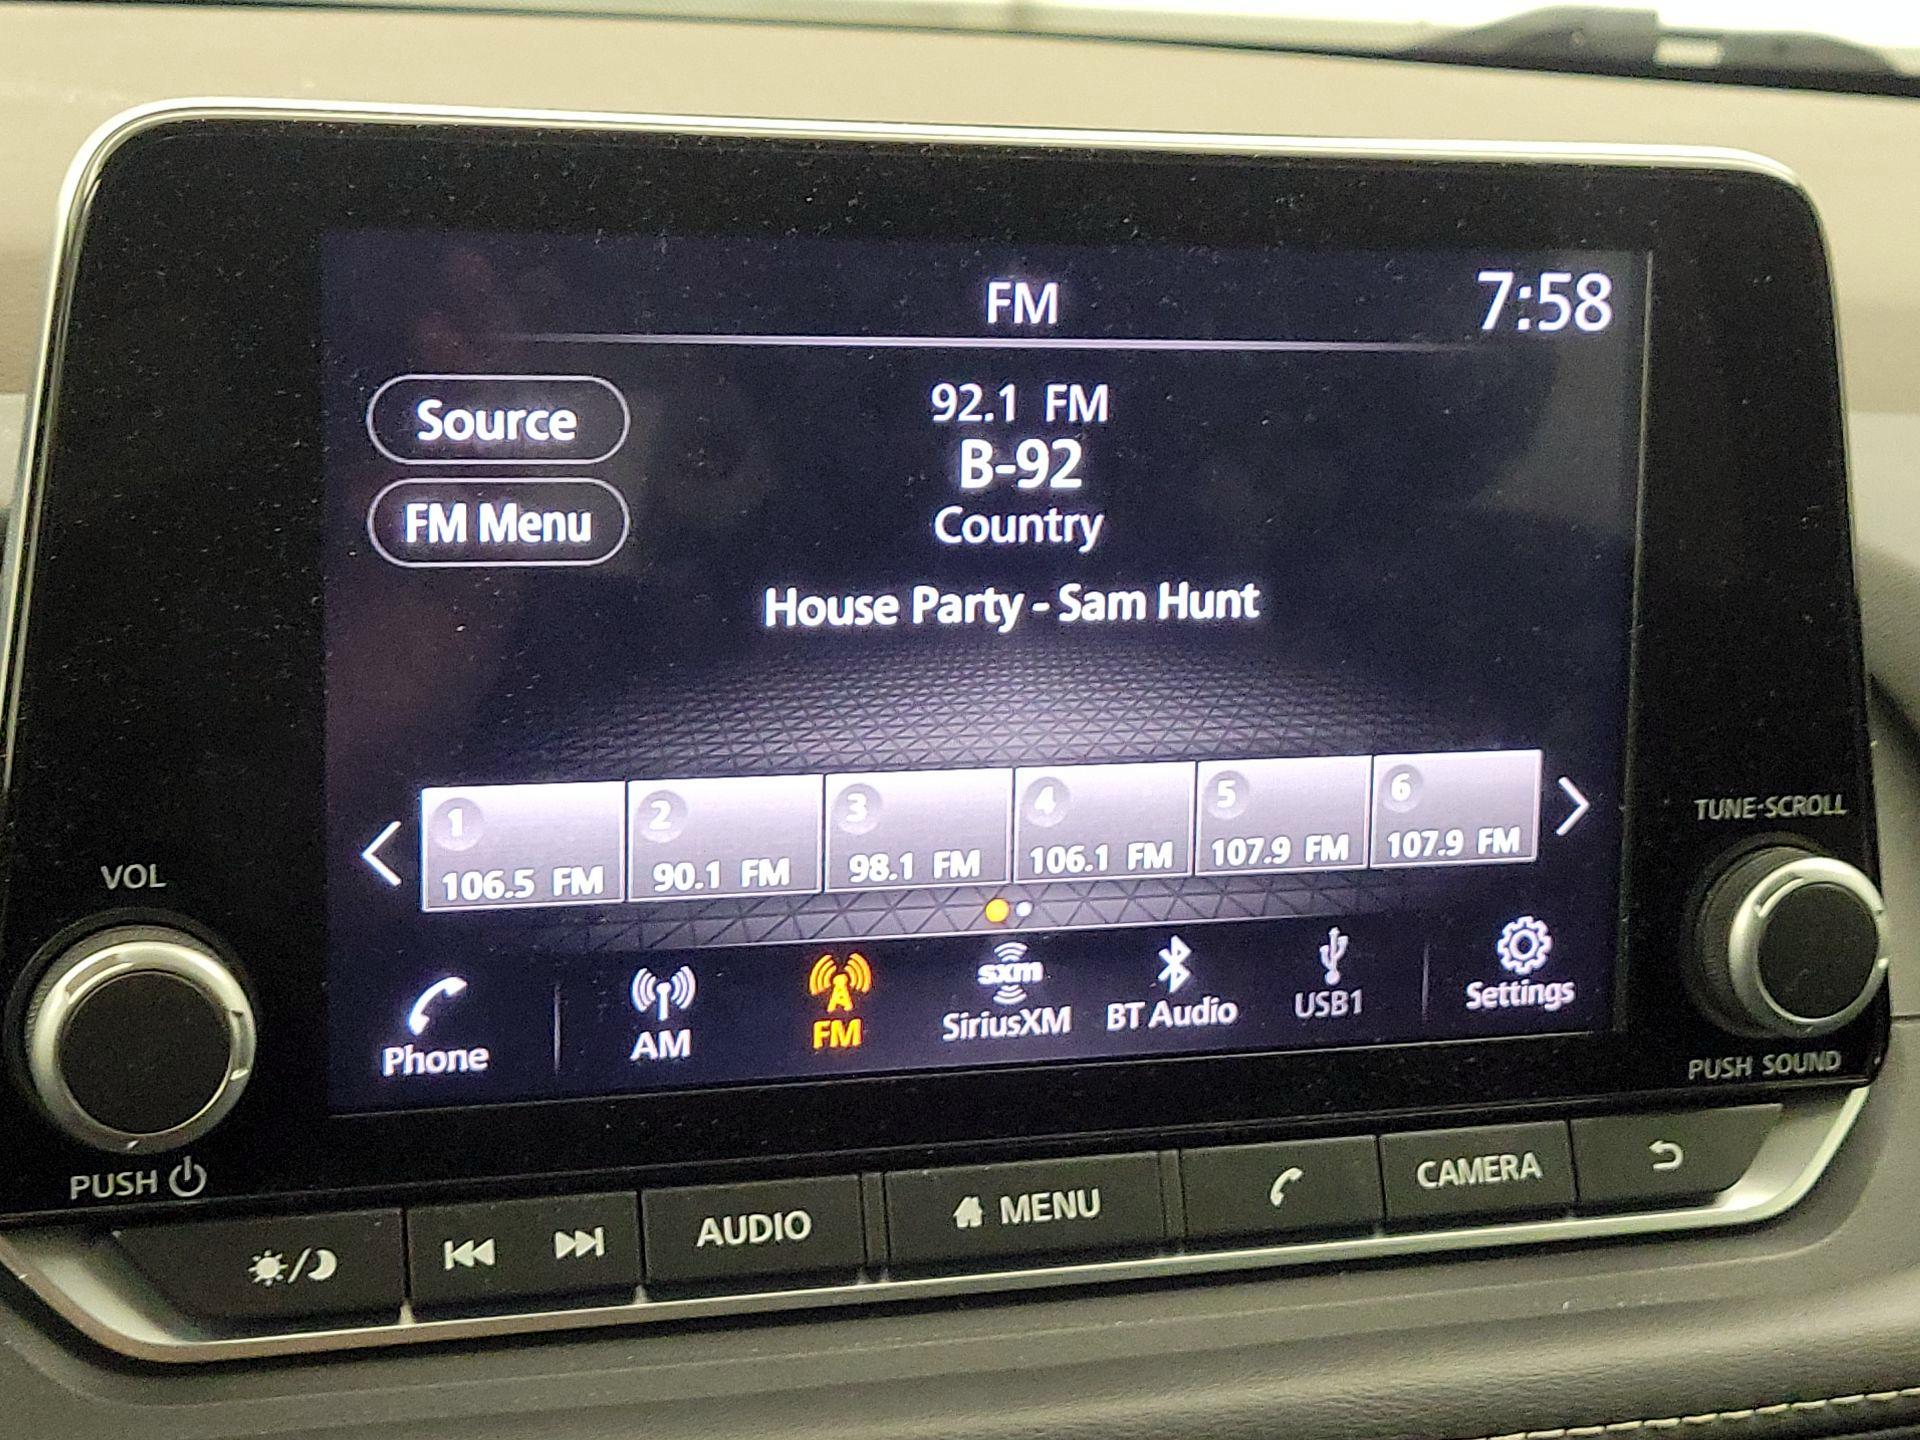 FM
7:58
Source
92.1 FM
B-92
FM Menu
Country
House Party - Sam Hunt
1
2
3
4
5
6
106.5 FM
90.1 FM
98.1 FM
106.1 FM
107.9 FM
107.9 FM
Phone
AM
FM
sxm
SiriusXM
BT Audio
USB1
Settings
VOL
PUSH
TUNE·SCROLL
PUSH SOUND
AUDIO
MENU
CAMERA